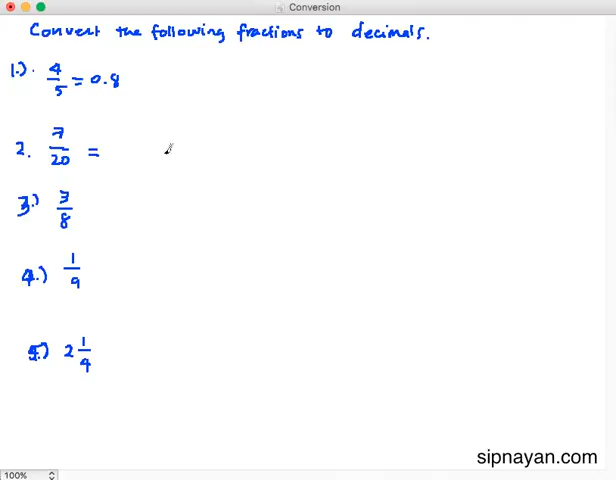 Conversion
Convert the following fractions to decimals.
1.) 4/5 = 0.8
2. 7/20 =
3.) 3/8
4.) 1/9
5.) 2 1/4
sipnayan.com
100%